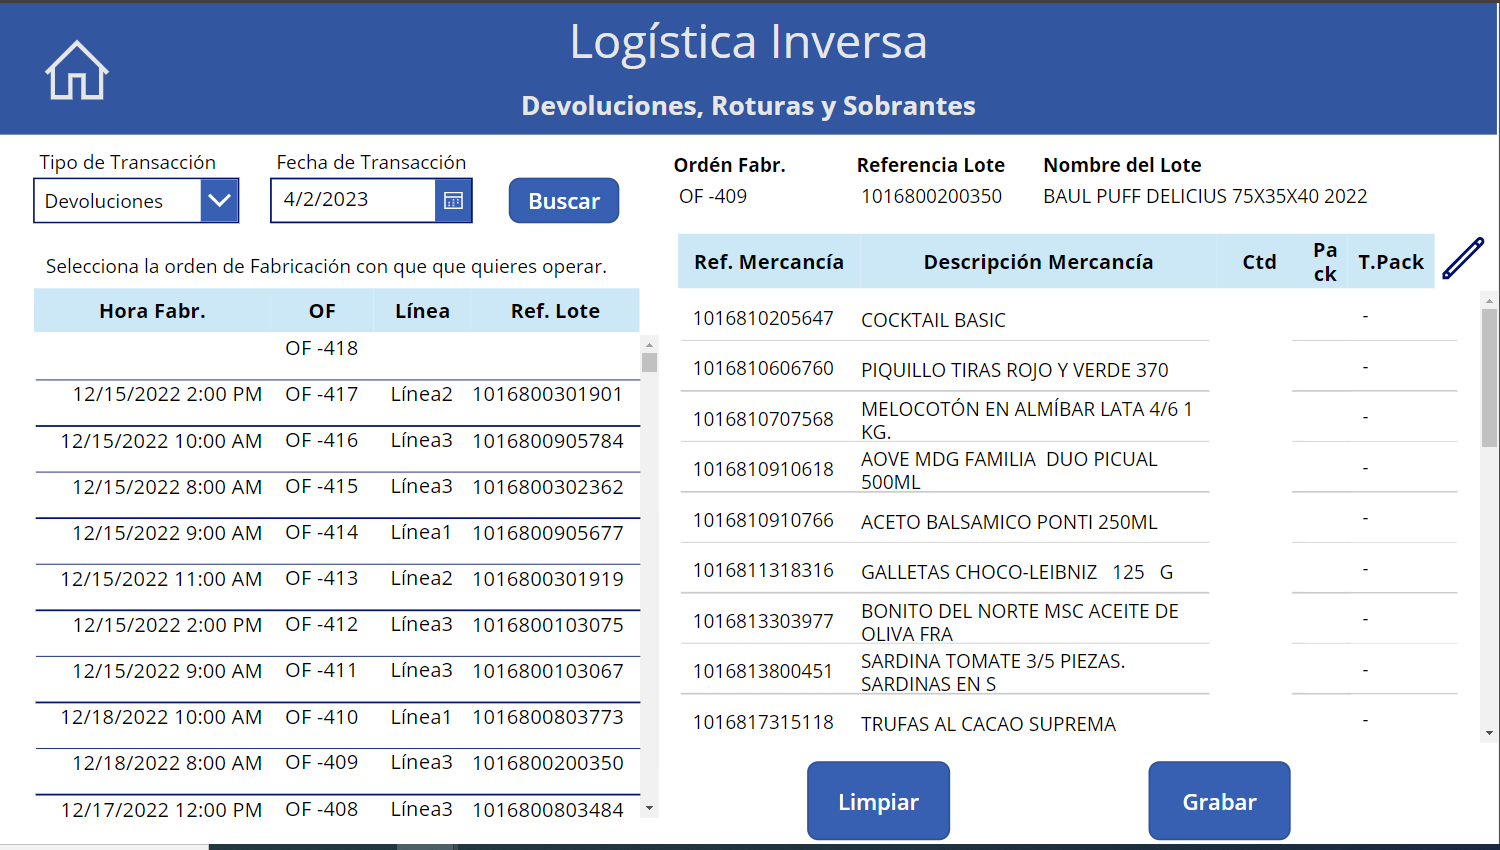 Logística Inversa
Devoluciones, Roturas y Sobrantes
Tipo de Transacción
Devoluciones
Fecha de Transacción
4/2/2023
Buscar
Selecciona la orden de Fabricación con que que quieres operar.
Hora Fabr. OF Línea Ref. Lote
OF -418
12/15/2022 2:00 PM OF -417 Línea2 1016800301901
12/15/2022 10:00 AM OF -416 Línea3 1016800905784
12/15/2022 8:00 AM OF -415 Línea3 1016800302362
12/15/2022 9:00 AM OF -414 Línea1 1016800905677
12/15/2022 11:00 AM OF -413 Línea2 1016800301919
12/15/2022 2:00 PM OF -412 Línea3 1016800103075
12/15/2022 9:00 AM OF -411 Línea3 1016800103067
12/18/2022 10:00 AM OF -410 Línea1 1016800803773
12/18/2022 8:00 AM OF -409 Línea3 1016800200350
12/17/2022 12:00 PM OF -408 Línea3 1016800803484
Ordén Fabr. Referencia Lote Nombre del Lote
OF -409 1016800200350 BAUL PUFF DELICIUS 75X35X40 2022
Ref. Mercancía Descripción Mercancía Ctd Pa
ck T.Pack
1016810205647 COCKTAIL BASIC -
1016810606760 PIQUILLO TIRAS ROJO Y VERDE 370 -
1016810707568 MELOCOTÓN EN ALMÍBAR LATA 4/6 1 -
KG.
1016810910618 AOVE MDG FAMILIA  DUO PICUAL -
500ML
1016810910766 ACETO BALSAMICO PONTI 250ML -
1016811318316 GALLETAS CHOCO-LEIBNIZ   125   G -
1016813303977 BONITO DEL NORTE MSC ACEITE DE -
OLIVA FRA
1016813800451 SARDINA TOMATE 3/5 PIEZAS. -
SARDINAS EN S
1016817315118 TRUFAS AL CACAO SUPREMA -
Limpiar
Grabar